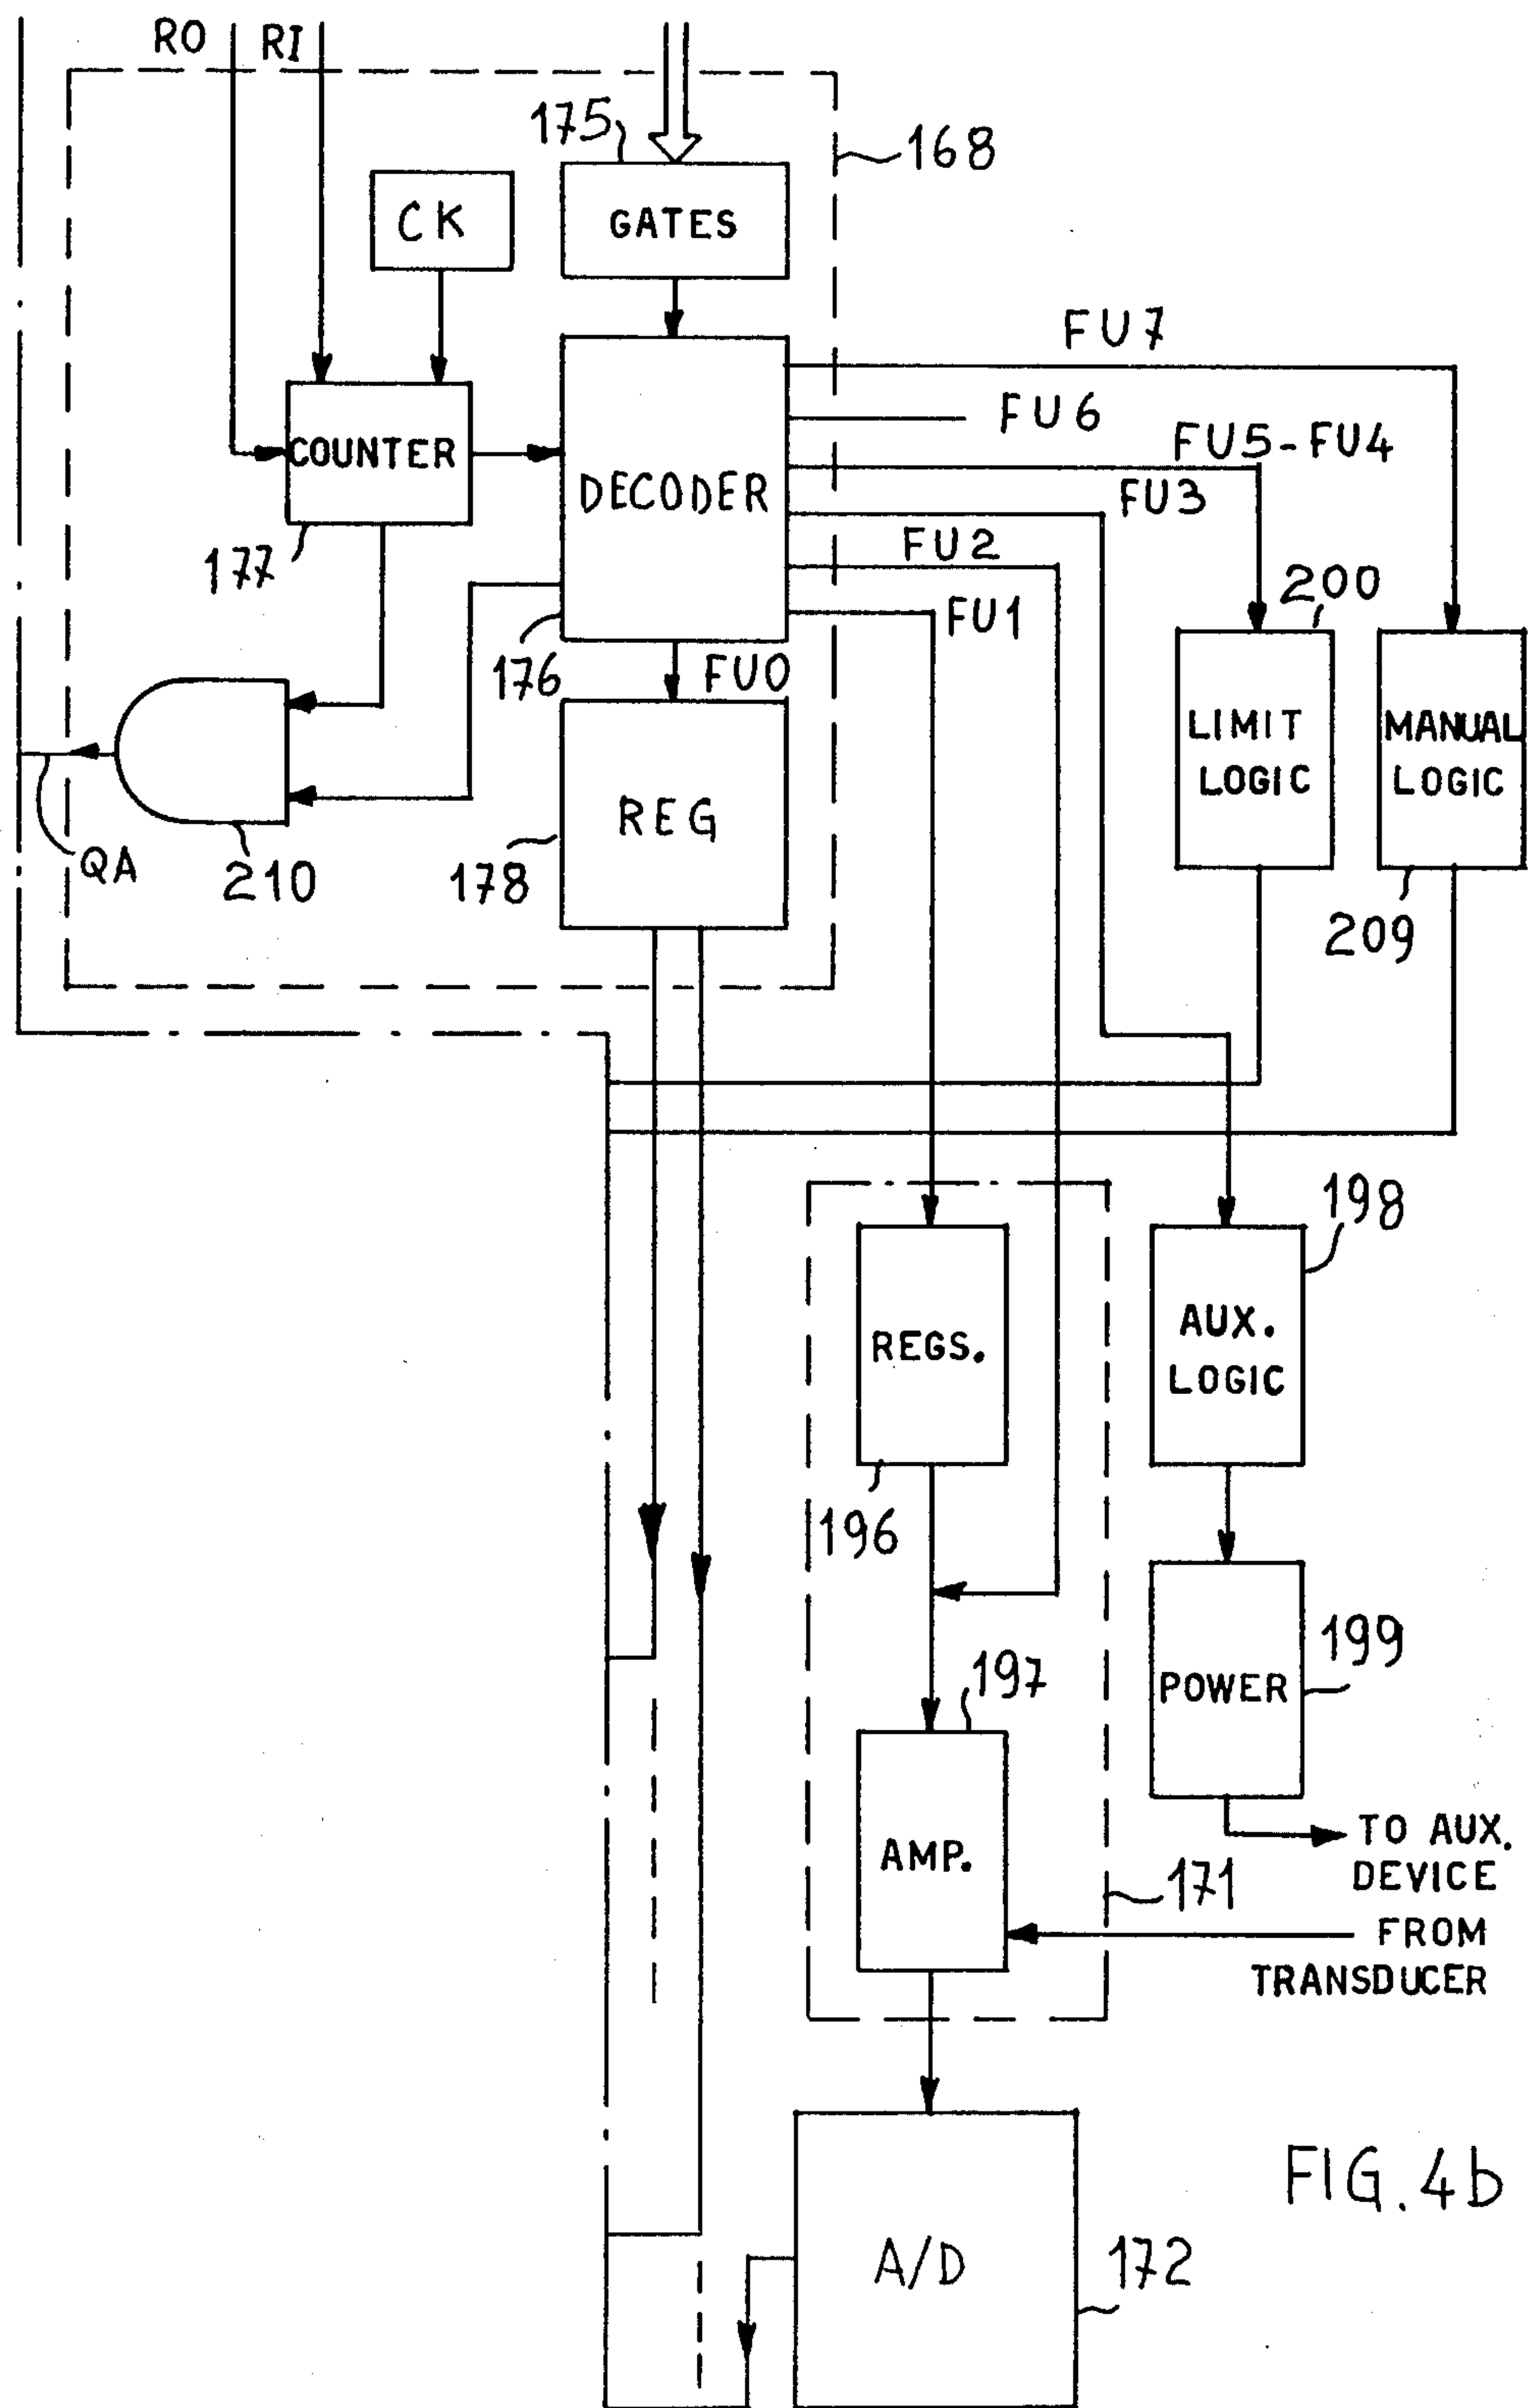 RO RI
175
168
CK
GATES
FU7
FU6
FU5-FU4
COUNTER
DECODER
FU3
FU2
177
200
FU1
176
FU0
LIMIT
LOGIC
MANUAL
LOGIC
REG
QA
210
178
209
198
REGS.
AUX.
LOGIC
196
199
197
POWER
AMP.
TO AUX.
DEVICE
171
FROM
TRANSDUCER
FIG. 4b
A/D
172